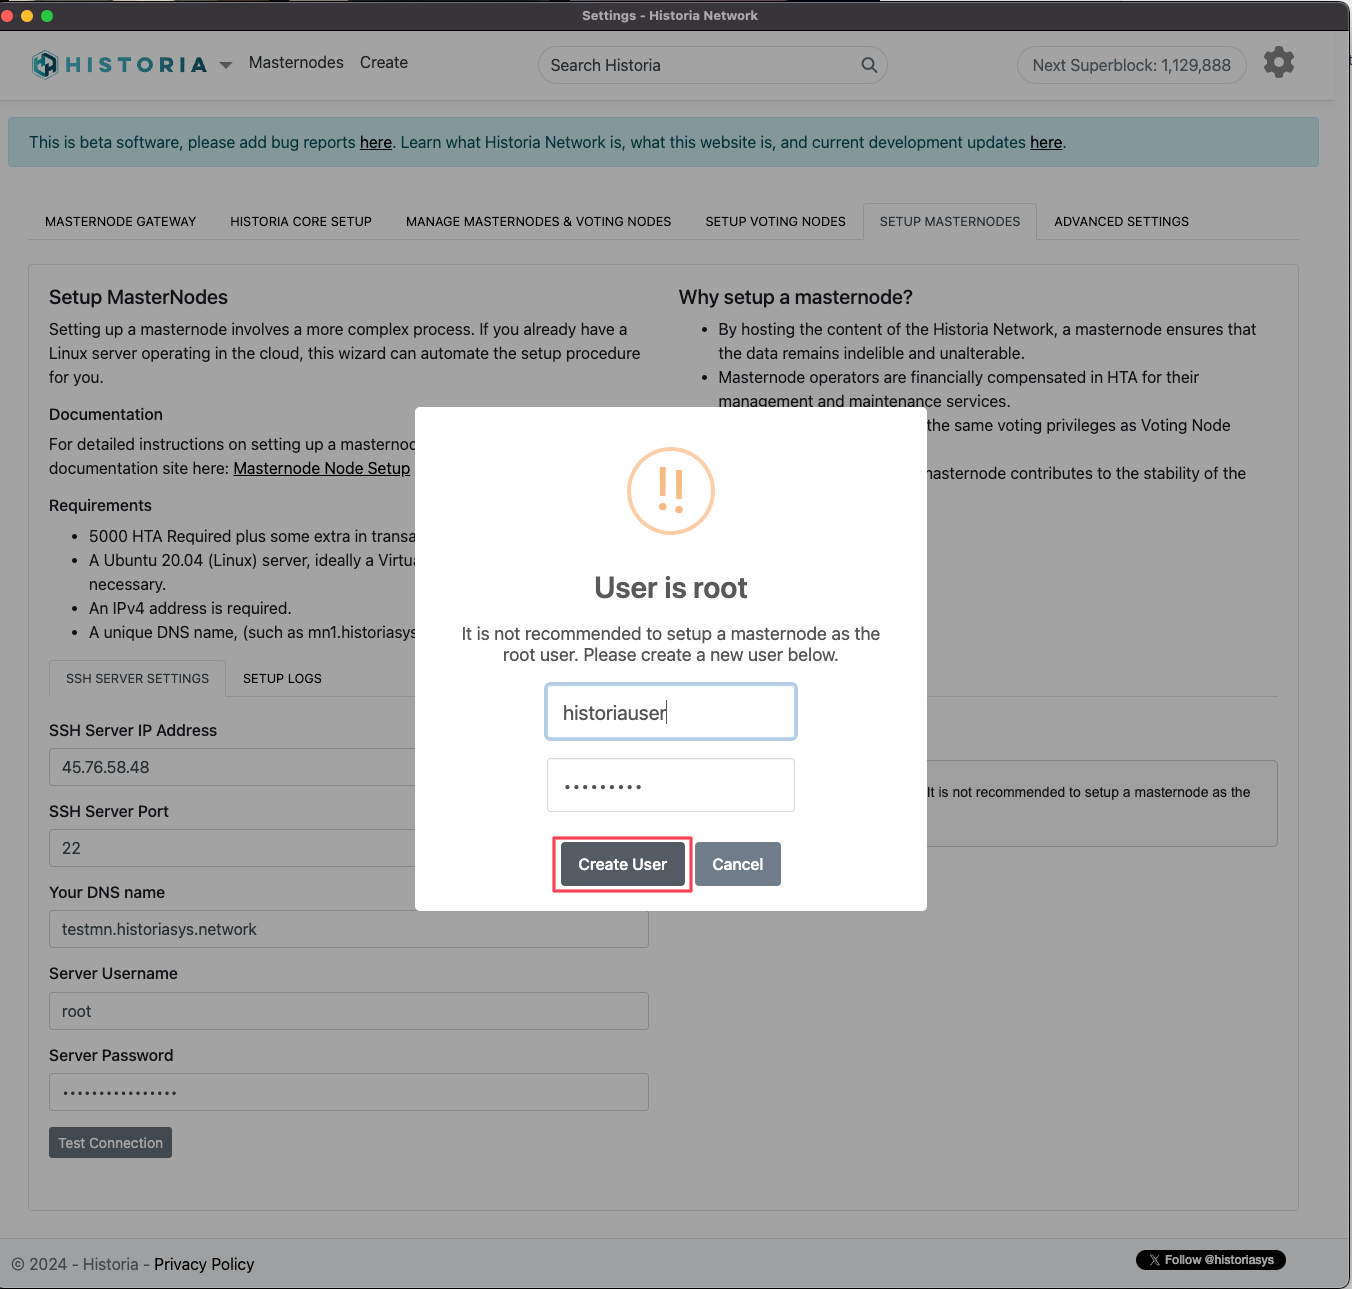 Settings - Historia Network
HISTORIA
Masternodes
Create
Search Historia
Next Superblock: 1,129,888
This is beta software, please add bug reports here. Learn what Historia Network is, what this website is, and current development updates here.
MASTERNODE GATEWAY
HISTORIA CORE SETUP
MANAGE MASTERNODES & VOTING NODES
SETUP VOTING NODES
SETUP MASTERNODES
ADVANCED SETTINGS
Setup MasterNodes
Setting up a masternode involves a more complex process. If you already have a
Linux server operating in the cloud, this wizard can automate the setup procedure
for you.
Documentation
For detailed instructions on setting up a masternod
documentation site here: Masternode Node Setup
Requirements
• 5000 HTA Required plus some extra in transa
• A Ubuntu 20.04 (Linux) server, ideally a Virtu
necessary.
• An IPv4 address is required.
• A unique DNS name, (such as mn1.historiasys
Why setup a masternode?
• By hosting the content of the Historia Network, a masternode ensures that
the data remains indelible and unalterable.
• Masternode operators are financially compensated in HTA for their
management and maintenance services.
the same voting privileges as Voting Node
masternode contributes to the stability of the
!!
User is root
It is not recommended to setup a masternode as the
root user. Please create a new user below.
historiauser
•••••••••
Create User
Cancel
SSH SERVER SETTINGS
SETUP LOGS
SSH Server IP Address
45.76.58.48
SSH Server Port
22
Your DNS name
testmn.historiasys.network
Server Username
root
Server Password
••••••••••••••••
Test Connection
It is not recommended to setup a masternode as the
© 2024 - Historia - Privacy Policy
X Follow @historiasys